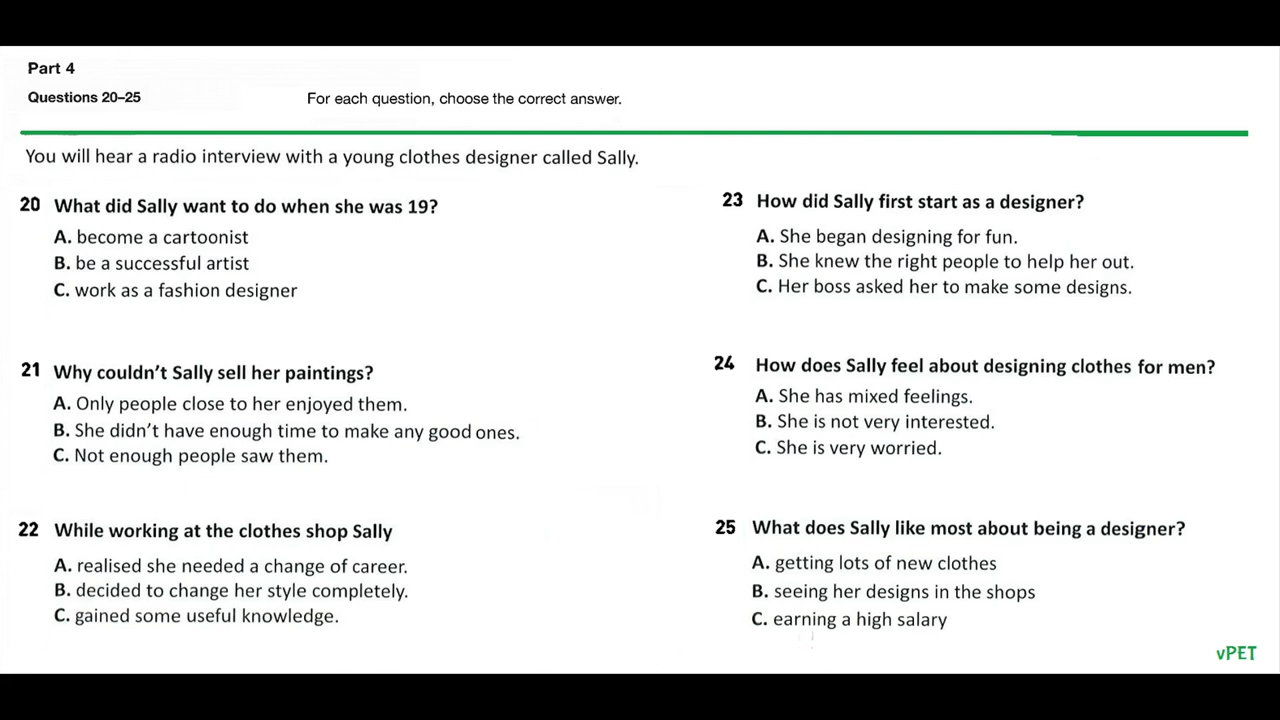 Part 4
Questions 20–25
For each question, choose the correct answer.
You will hear a radio interview with a young clothes designer called Sally.
20 What did Sally want to do when she was 19?
A. become a cartoonist
B. be a successful artist
C. work as a fashion designer
21 Why couldn't Sally sell her paintings?
A. Only people close to her enjoyed them.
B. She didn't have enough time to make any good ones.
C. Not enough people saw them.
22 While working at the clothes shop Sally
A. realised she needed a change of career.
B. decided to change her style completely.
C. gained some useful knowledge.
23 How did Sally first start as a designer?
A. She began designing for fun.
B. She knew the right people to help her out.
C. Her boss asked her to make some designs.
24 How does Sally feel about designing clothes for men?
A. She has mixed feelings.
B. She is not very interested.
C. She is very worried.
25 What does Sally like most about being a designer?
A. getting lots of new clothes
B. seeing her designs in the shops
C. earning a high salary
vPET